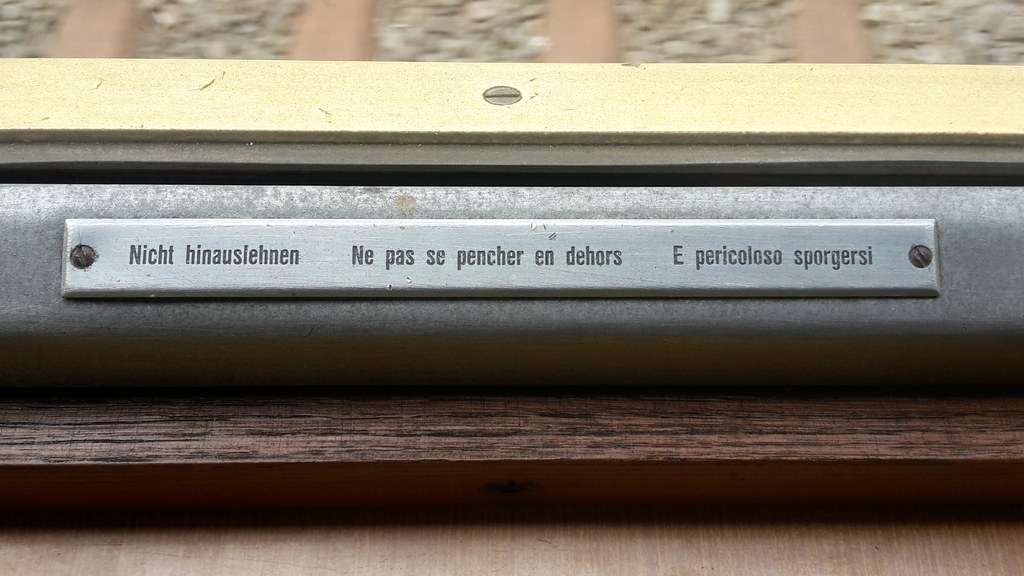 Nicht hinauslehnen Ne pas se pencher en dehors E pericoloso sporgersi